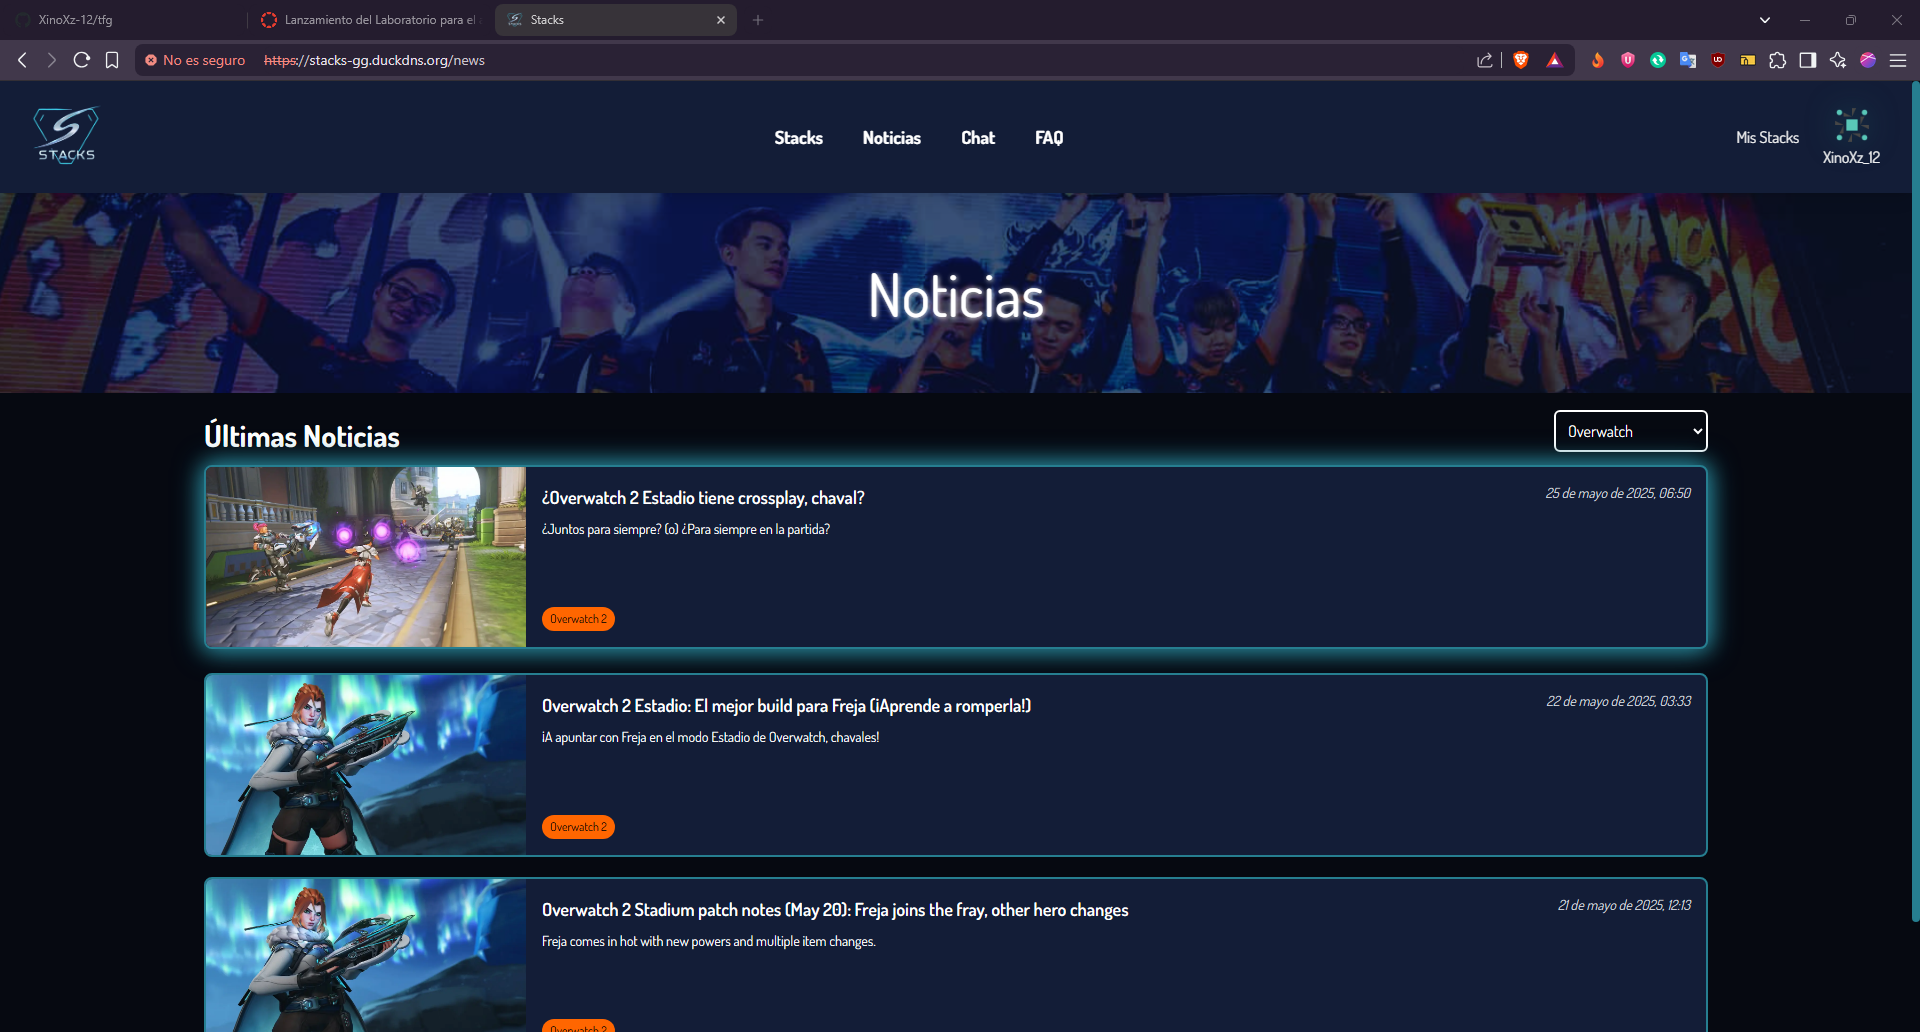 XinoXz-12/tfg
Lanzamiento del Laboratorio para el
Stacks
No es seguro
https://stacks-gg.duckdns.org/news
STACKS
Stacks
Noticias
Chat
FAQ
Mis Stacks
XinoXz_12
Noticias
Últimas Noticias
Overwatch
¿Overwatch 2 Estadio tiene crossplay, chaval?
25 de mayo de 2025, 06:50
¿Juntos para siempre? (o) ¿Para siempre en la partida?
Overwatch 2
Overwatch 2 Estadio: El mejor build para Freja (¡Aprende a romperla!)
22 de mayo de 2025, 03:33
¡A apuntar con Freja en el modo Estadio de Overwatch, chavales!
Overwatch 2
Overwatch 2 Stadium patch notes (May 20): Freja joins the fray, other hero changes
21 de mayo de 2025, 12:13
Freja comes in hot with new powers and multiple item changes.
Overwatch 2